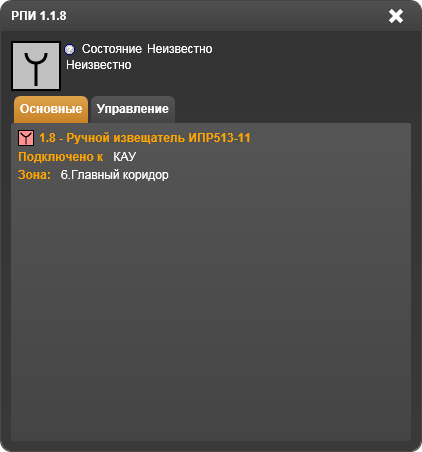 РПИ 1.1.8
Состояние Неизвестно
Неизвестно
Основные Управление
1.8 - Ручной извещатель ИПР513-11
Подключено к КАУ
Зона: 6.Главный коридор